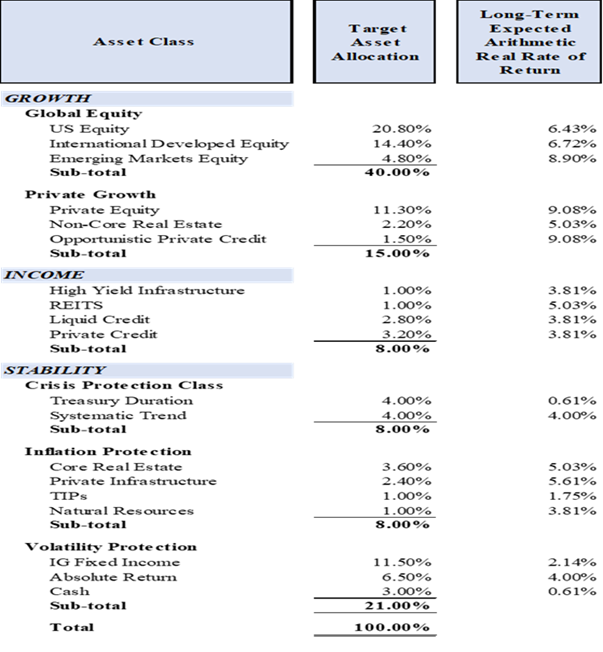 Asset Class
Target
Asset
Allocation
Long-Term
Expected
Arithmetic
Real Rate of
Return
GROWTH
Global Equity
US Equity 20.80% 6.43%
International Developed Equity 14.40% 6.72%
Emerging Markets Equity 4.80% 8.90%
Sub-total 40.00%
Private Growth
Private Equity 11.30% 9.08%
Non-Core Real Estate 2.20% 5.03%
Opportunistic Private Credit 1.50% 9.08%
Sub-total 15.00%
INCOME
High Yield Infrastructure 1.00% 3.81%
REITS 1.00% 5.03%
Liquid Credit 2.80% 3.81%
Private Credit 3.20% 3.81%
Sub-total 8.00%
STABILITY
Crisis Protection Class
Treasury Duration 4.00% 0.61%
Systematic Trend 4.00% 4.00%
Sub-total 8.00%
Inflation Protection
Core Real Estate 3.60% 5.03%
Private Infrastructure 2.40% 5.61%
TIPs 1.00% 1.75%
Natural Resources 1.00% 3.81%
Sub-total 8.00%
Volatility Protection
IG Fixed Income 11.50% 2.14%
Absolute Return 6.50% 4.00%
Cash 3.00% 0.61%
Sub-total 21.00%
Total 100.00%